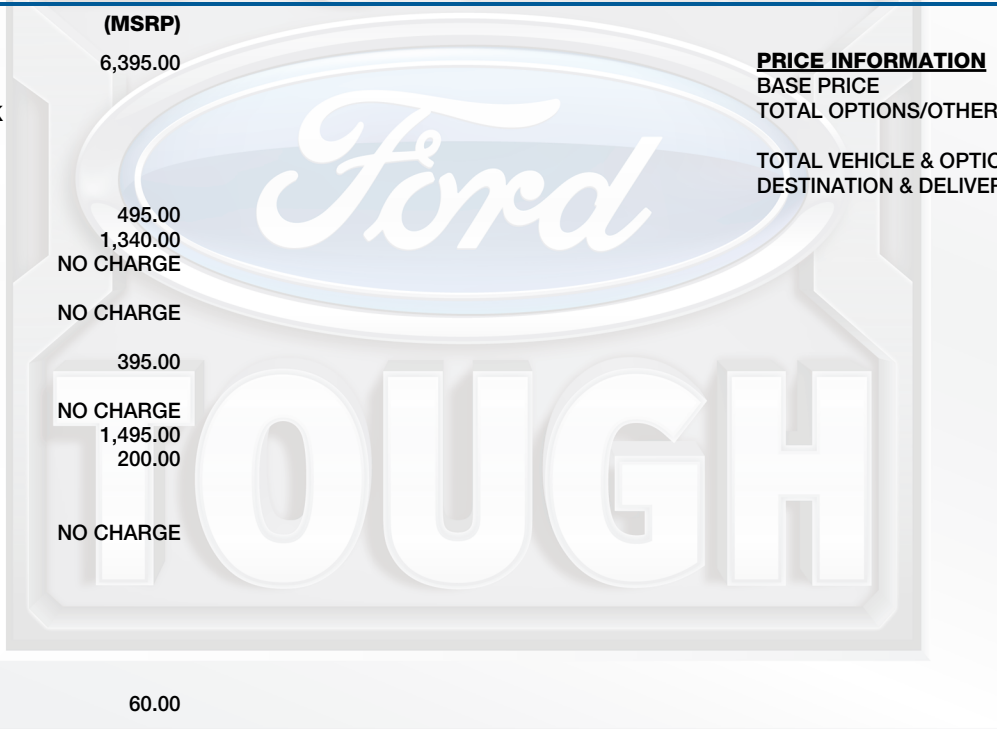 (MSRP)
6,395.00
495.00
1,340.00
NO CHARGE
NO CHARGE
395.00
NO CHARGE
1,495.00
200.00
NO CHARGE
60.00
PRICE INFORMATION
BASE PRICE
TOTAL OPTIONS/OTHER
TOTAL VEHICLE & OPTIO
DESTINATION & DELIVER
Ford
TOUGH